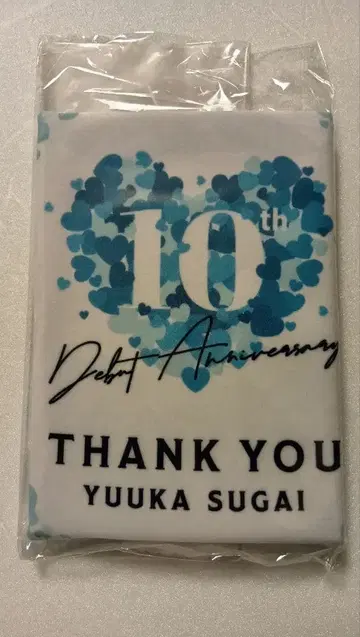 10th
Debut Anniversary
THANK YOU
YUUKA SUGAI